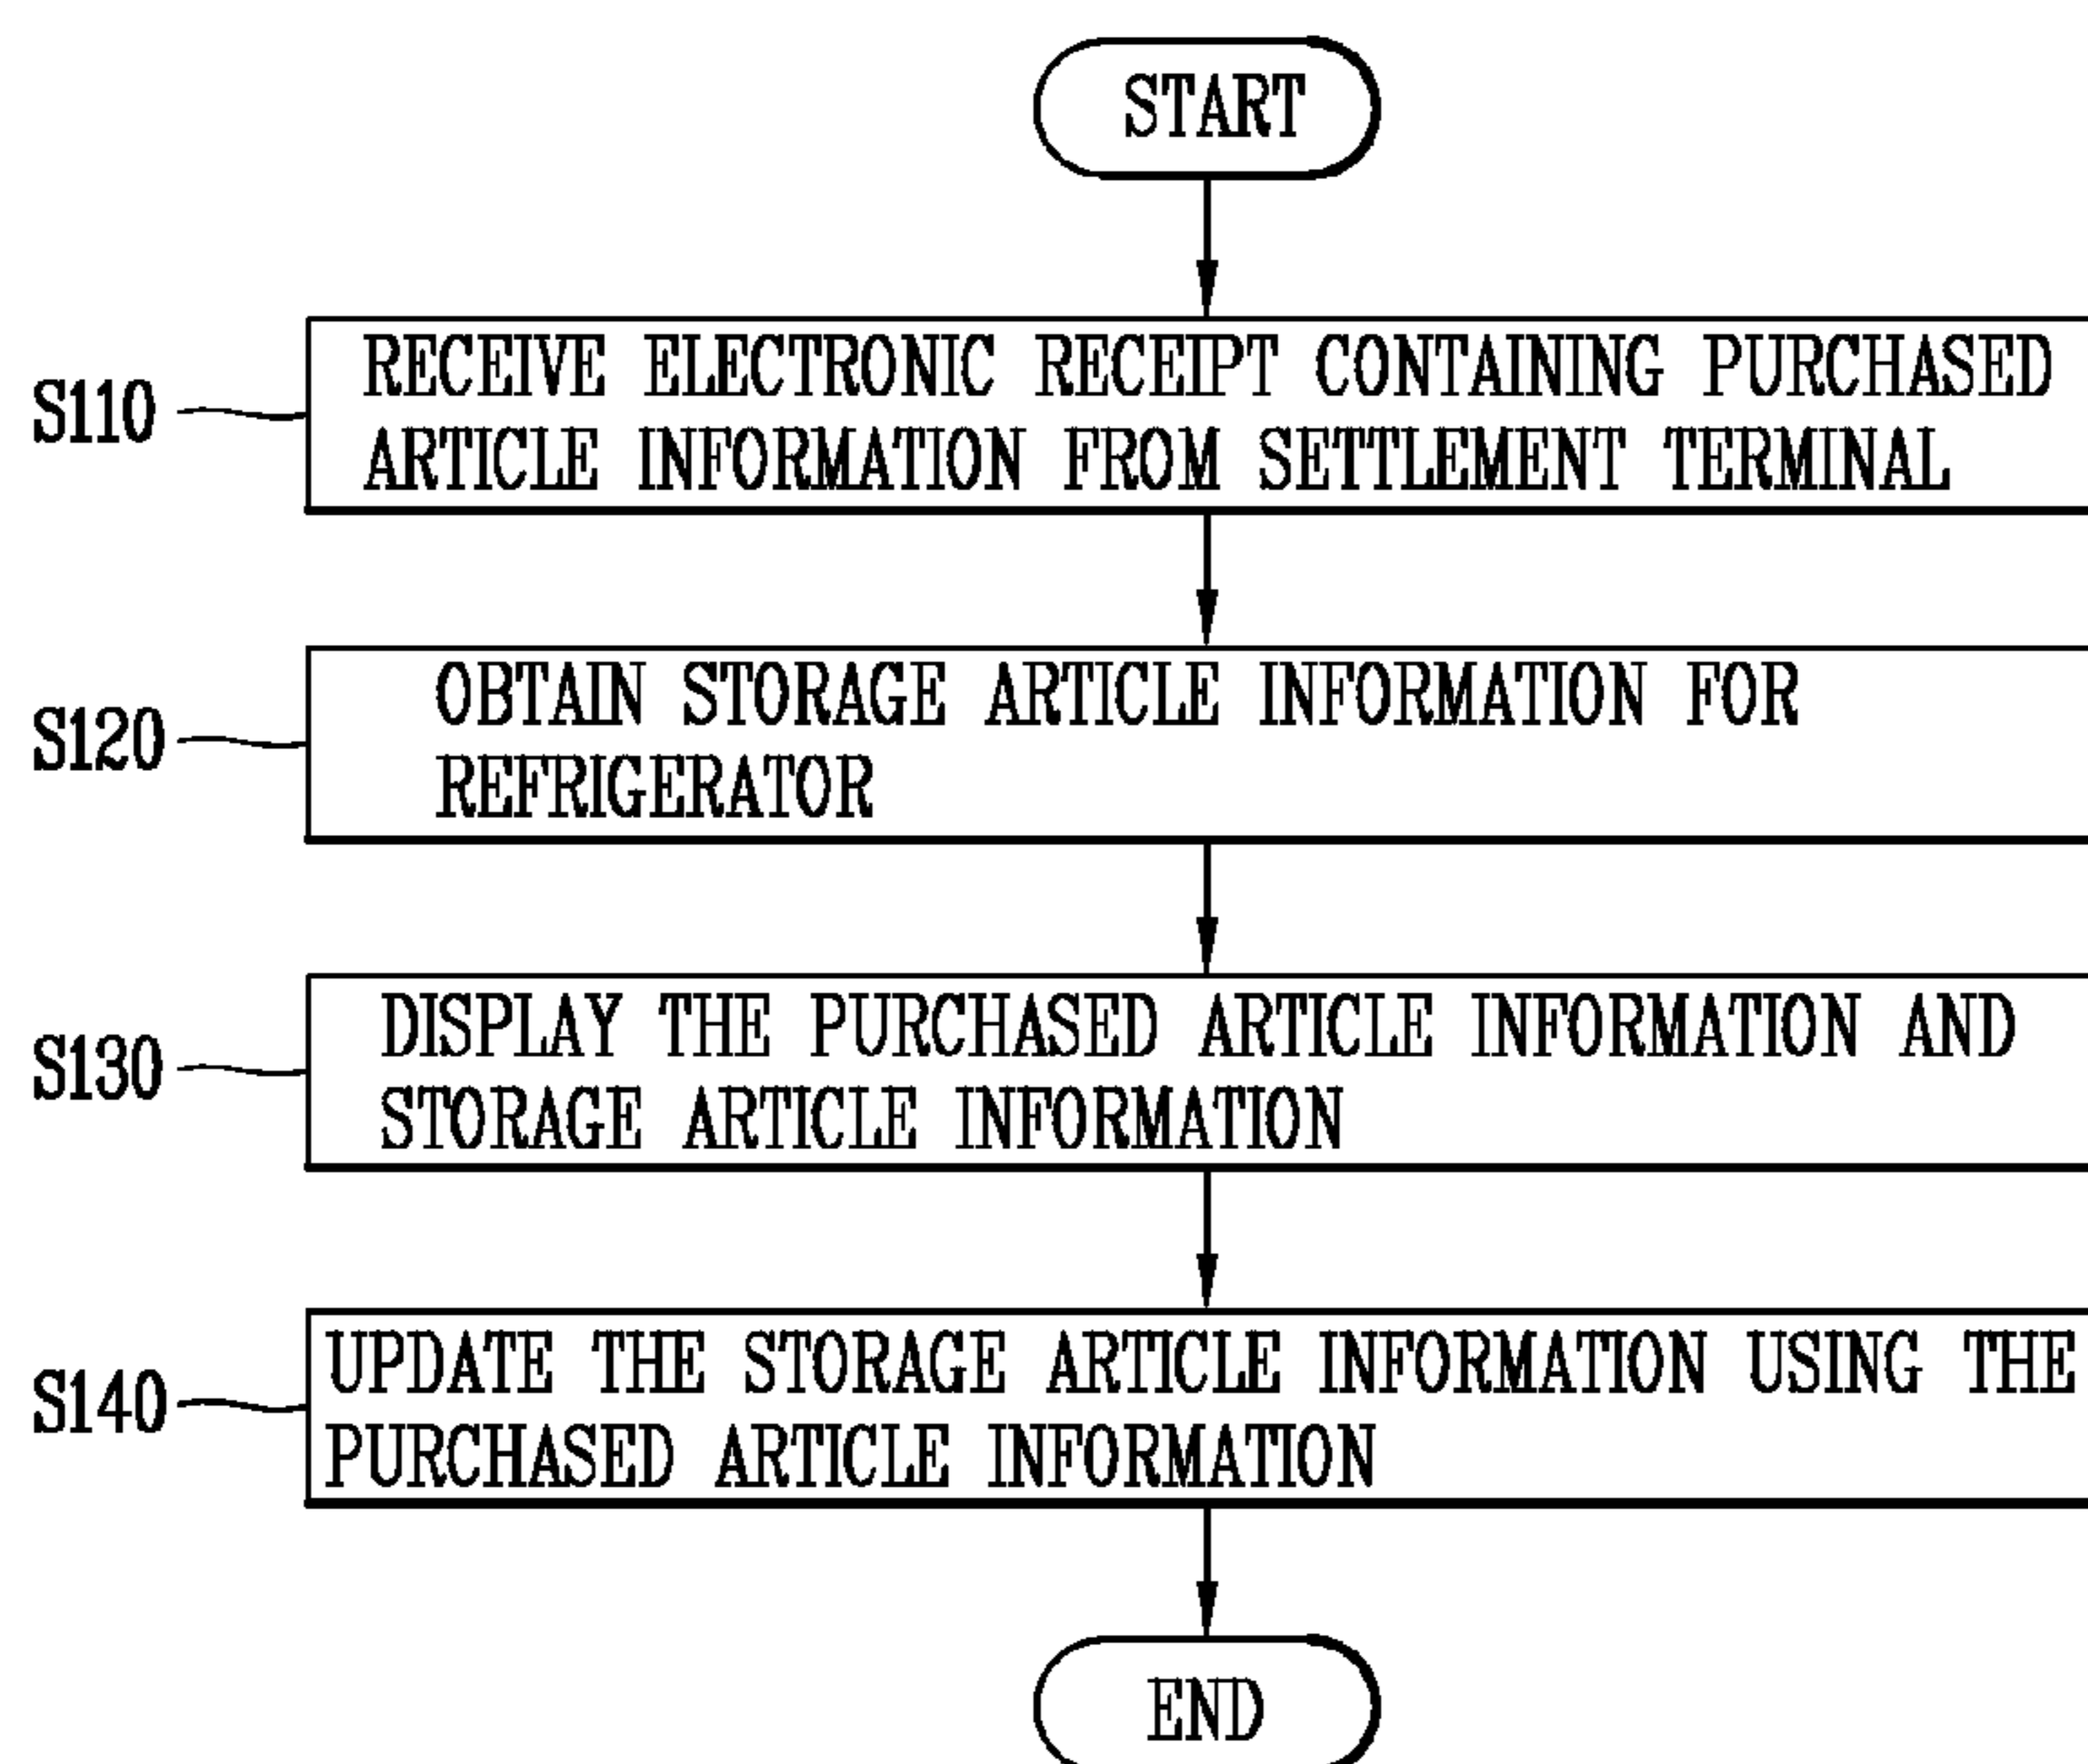 START
S110
RECEIVE ELECTRONIC RECEIPT CONTAINING PURCHASED
ARTICLE INFORMATION FROM SETTLEMENT TERMINAL
S120
OBTAIN STORAGE ARTICLE INFORMATION FOR
REFRIGERATOR
S130
DISPLAY THE PURCHASED ARTICLE INFORMATION AND
STORAGE ARTICLE INFORMATION
S140
UPDATE THE STORAGE ARTICLE INFORMATION USING THE
PURCHASED ARTICLE INFORMATION
END